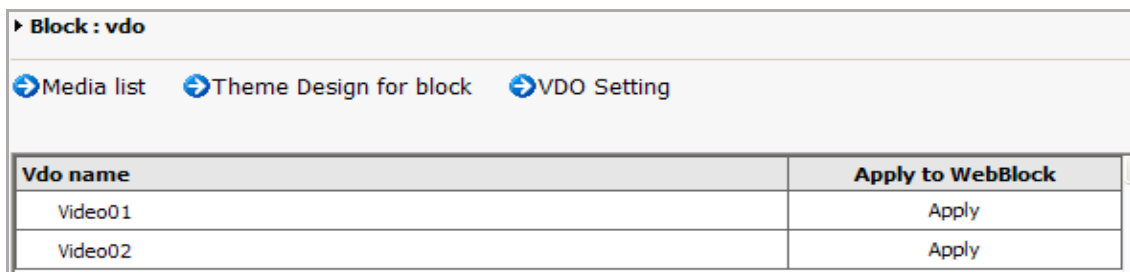 Block : vdo
Media list Theme Design for block VDO Setting
Vdo name Apply to WebBlock
Video01 Apply
Video02 Apply